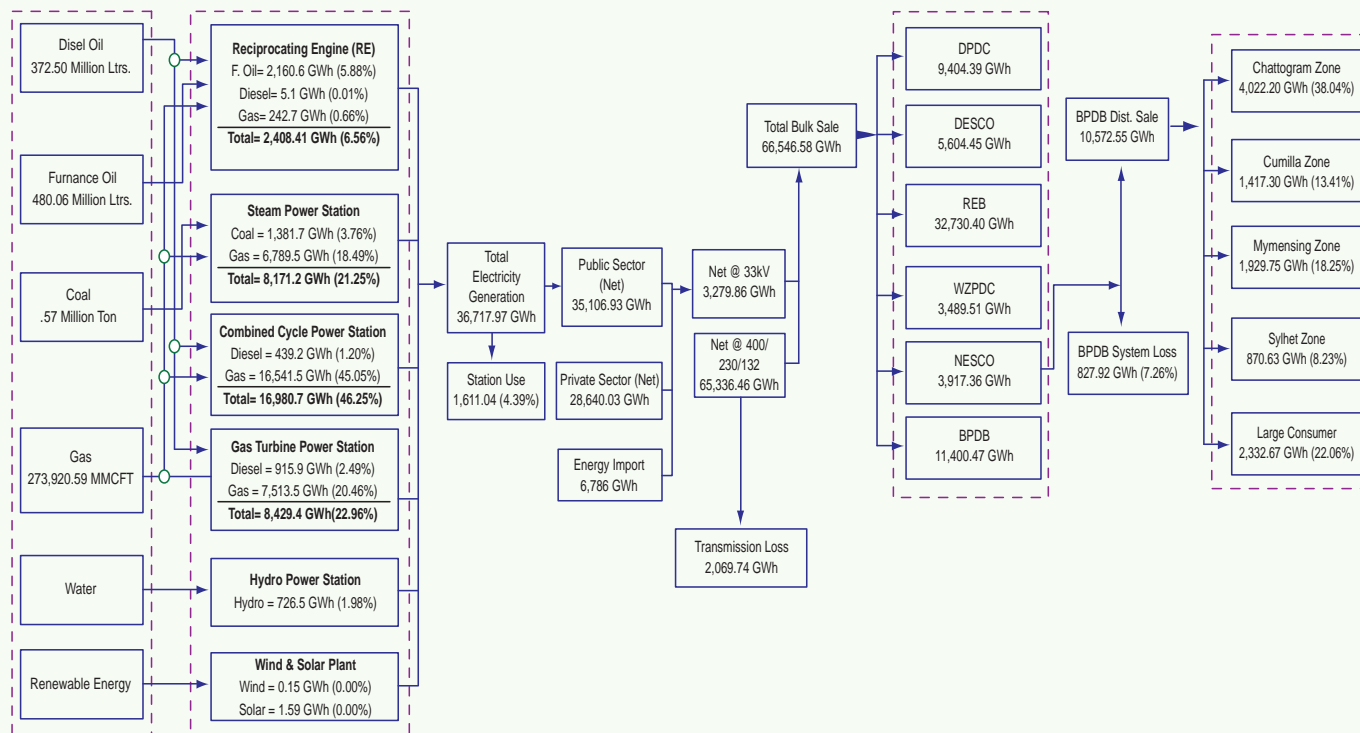 Disel Oil
372.50 Million Ltrs.
Furnance Oil
480.06 Million Ltrs.
Coal
.57 Million Ton
Gas
273,920.59 MMCFT
Water
Renewable Energy
Reciprocating Engine (RE)
F. Oil= 2,160.6 GWh (5.88%)
Diesel= 5.1 GWh (0.01%)
Gas= 242.7 GWh (0.66%)
Total= 2,408.41 GWh (6.56%)
Steam Power Station
Coal = 1,381.7 GWh (3.76%)
Gas = 6,789.5 GWh (18.49%)
Total= 8,171.2 GWh (21.25%)
Combined Cycle Power Station
Diesel = 439.2 GWh (1.20%)
Gas = 16,541.5 GWh (45.05%)
Total= 16,980.7 GWh (46.25%)
Gas Turbine Power Station
Diesel = 915.9 GWh (2.49%)
Gas = 7,513.5 GWh (20.46%)
Total= 8,429.4 GWh(22.96%)
Hydro Power Station
Hydro = 726.5 GWh (1.98%)
Wind & Solar Plant
Wind = 0.15 GWh (0.00%)
Solar = 1.59 GWh (0.00%)
Total
Electricity
Generation
36,717.97 GWh
Station Use
1,611.04 (4.39%)
Public Sector
(Net)
35,106.93 GWh
Private Sector (Net)
28,640.03 GWh
Energy Import
6,786 GWh
Net @ 33kV
3,279.86 GWh
Net @ 400/
230/132
65,336.46 GWh
Transmission Loss
2,069.74 GWh
Total Bulk Sale
66,546.58 GWh
DPDC
9,404.39 GWh
DESCO
5,604.45 GWh
REB
32,730.40 GWh
WZPDC
3,489.51 GWh
NESCO
3,917.36 GWh
BPDB
11,400.47 GWh
BPDB Dist. Sale
10,572.55 GWh
BPDB System Loss
827.92 GWh (7.26%)
Chattogram Zone
4,022.20 GWh (38.04%)
Cumilla Zone
1,417.30 GWh (13.41%)
Mymensing Zone
1,929.75 GWh (18.25%)
Sylhet Zone
870.63 GWh (8.23%)
Large Consumer
2,332.67 GWh (22.06%)